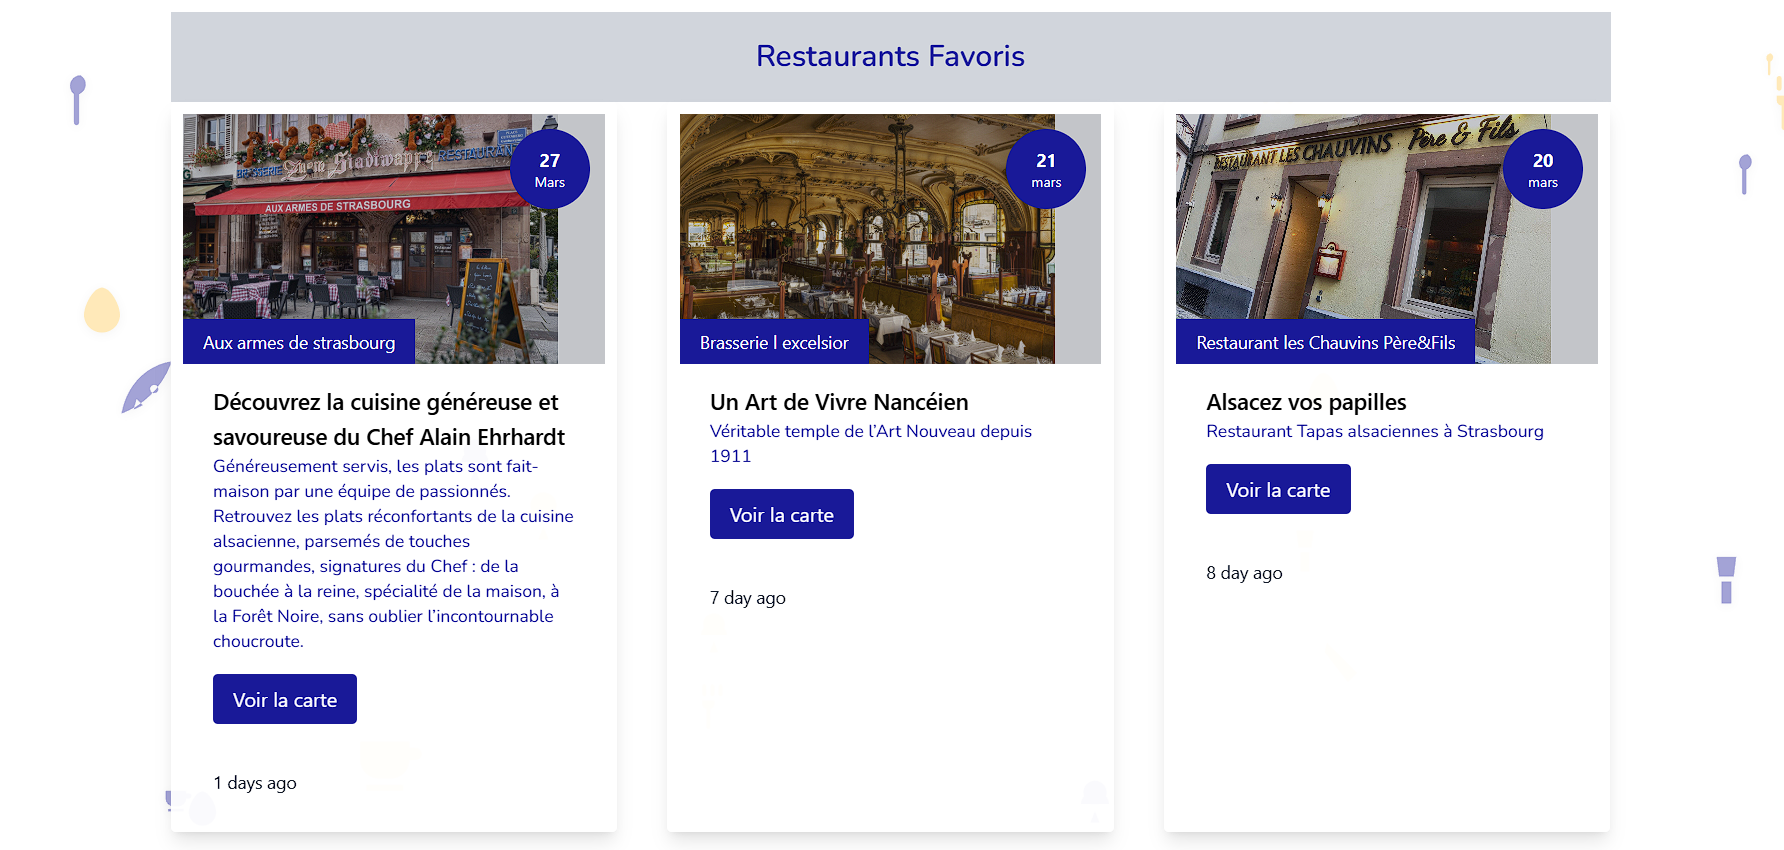 Restaurants Favoris
BRASSERIE Zum Stadtwappe RESTAURAN
AUX ARMES DE STRASBOURG
27
Mars
Aux armes de strasbourg
Découvrez la cuisine généreuse et
savoureuse du Chef Alain Ehrhardt
Généreusement servis, les plats sont fait-
maison par une équipe de passionnés.
Retrouvez les plats réconfortants de la cuisine
alsacienne, parsemés de touches
gourmandes, signatures du Chef : de la
bouchée à la reine, spécialité de la maison, à
la Forêt Noire, sans oublier l’incontournable
choucroute.
Voir la carte
1 days ago
21
mars
Brasserie l excelsior
Un Art de Vivre Nancéien
Véritable temple de l’Art Nouveau depuis
1911
Voir la carte
7 day ago
RESTAURANT LES CHAUVINS Père & Fils
20
mars
Restaurant les Chauvins Père&Fils
Alsacez vos papilles
Restaurant Tapas alsaciennes à Strasbourg
Voir la carte
8 day ago